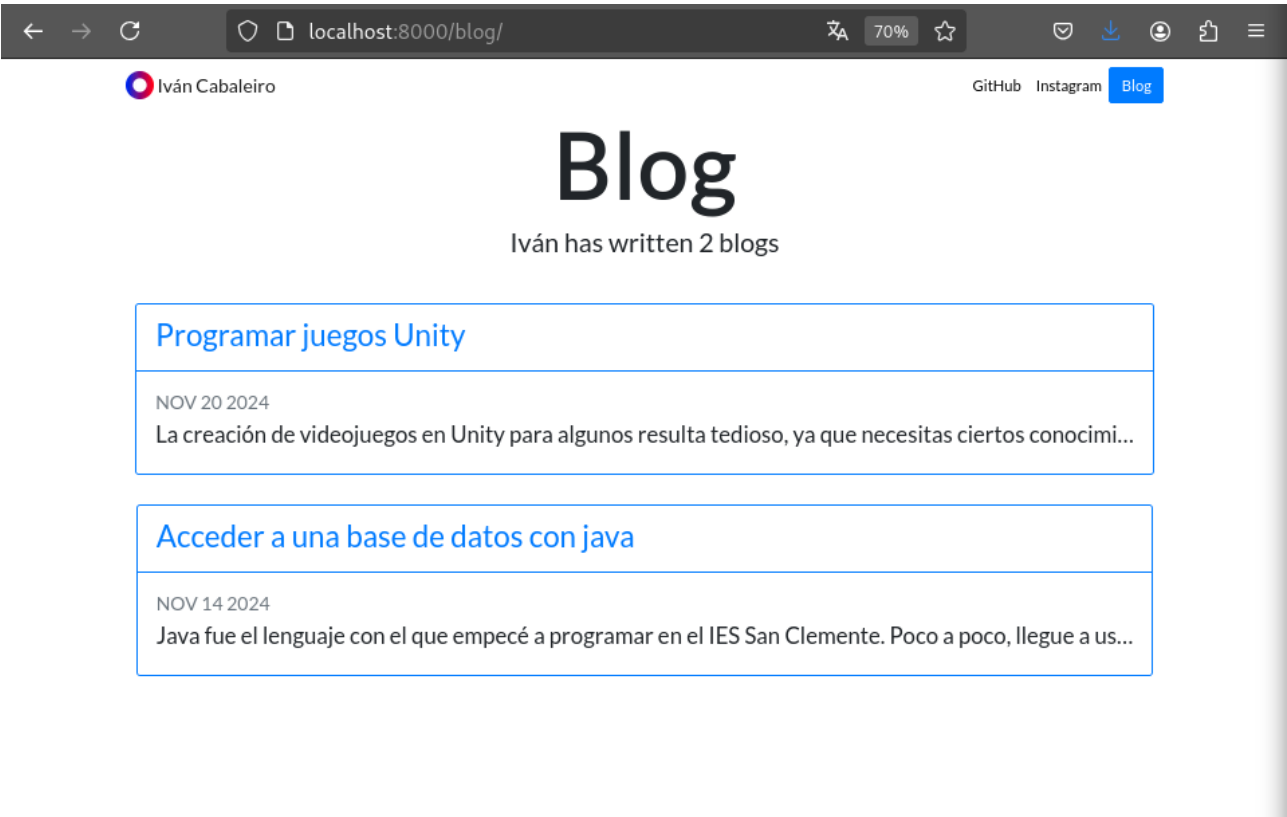 localhost:8000/blog/
70%
Iván Cabaleiro
GitHub Instagram Blog
Blog
Iván has written 2 blogs
Programar juegos Unity
NOV 20 2024
La creación de videojuegos en Unity para algunos resulta tedioso, ya que necesitas ciertos conocimi...
Acceder a una base de datos con java
NOV 14 2024
Java fue el lenguaje con el que empecé a programar en el IES San Clemente. Poco a poco, llegue a us...